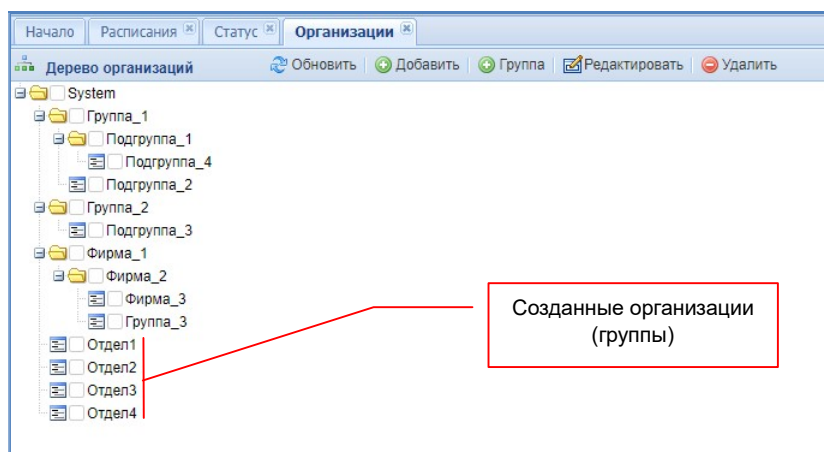 Начало Расписания Статус Организации
Дерево организаций Обновить Добавить Группа Редактировать Удалить
System
Группа_1
Подгруппа_1
Подгруппа_4
Подгруппа_2
Группа_2
Подгруппа_3
Фирма_1
Фирма_2
Фирма_3
Группа_3
Отдел1
Отдел2
Отдел3
Отдел4
Созданные организации
(группы)